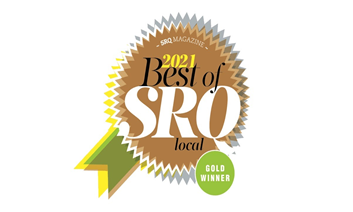 – SRQ MAGAZINE –
2021
Best of
SRQ
local
GOLD
WINNER